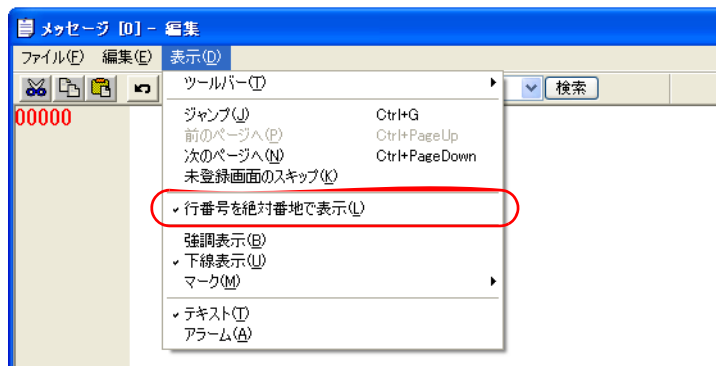 メッセージ [0] - 編集
ファイル(F) 編集(E) 表示(D)
検索
00000
ツールバー(T)
ジャンプ(J) Ctrl+G
前のページへ(P) Ctrl+PageUp
次のページへ(N) Ctrl+PageDown
未登録画面のスキップ(K)
行番号を絶対番地で表示(L)
強調表示(B)
下線表示(U)
マーク(M)
テキスト(T)
アラーム(A)